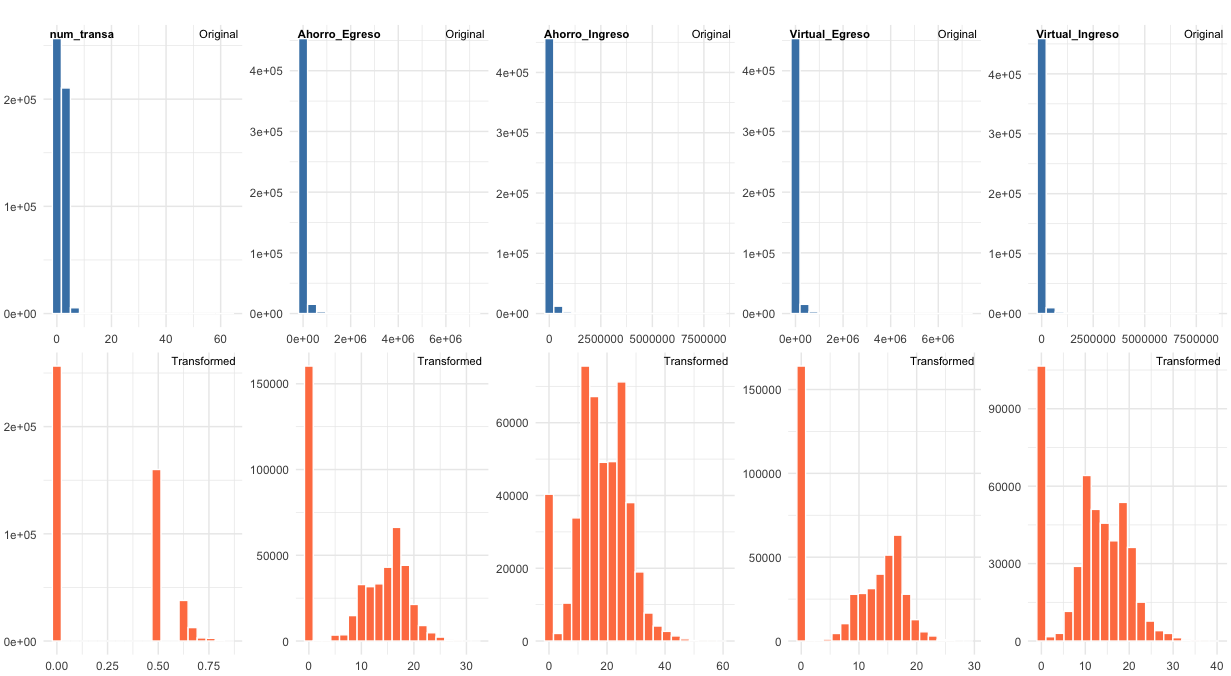 num_transa Original
2e+05
1e+05
0e+00
0 20 40 60
Ahorro_Egreso Original
4e+05
3e+05
2e+05
1e+05
0e+00
0e+00 2e+06 4e+06 6e+06
Ahorro_Ingreso Original
4e+05
3e+05
2e+05
1e+05
0e+00
0 2500000 5000000 7500000
Virtual_Egreso Original
4e+05
3e+05
2e+05
1e+05
0e+00
0e+00 2e+06 4e+06 6e+06
Virtual_Ingreso Original
4e+05
3e+05
2e+05
1e+05
0e+00
0 2500000 5000000 7500000
Transformed
2e+05
1e+05
0e+00
0.00 0.25 0.50 0.75
Transformed
150000
100000
50000
0
0 10 20 30
Transformed
60000
40000
20000
0
0 20 40 60
Transformed
150000
100000
50000
0
0 10 20 30
Transformed
90000
60000
30000
0
0 10 20 30 40